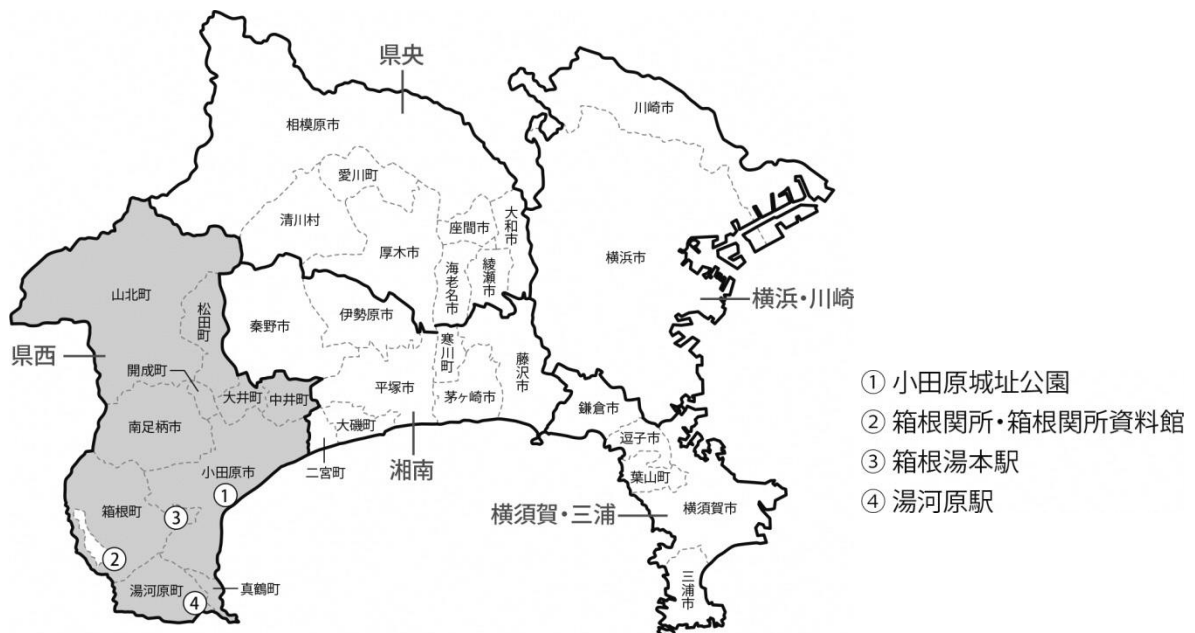 県央
川崎市
相模原市
愛川町
大和市
座間市
清川村
厚木市
横浜市
海老名市
綾瀬市
山北町
横浜・川崎
松田町
秦野市
伊勢原市
寒川町
藤沢市
県西
開成町
平塚市
大井町
中井町
茅ヶ崎市
鎌倉市
大磯町
南足柄市
逗子市
小田原市
二宮町
湘南
葉山町
①
箱根町
③
横須賀・三浦
横須賀市
②
湯河原町
真鶴町
三浦市
④
① 小田原城址公園
② 箱根関所・箱根関所資料館
③ 箱根湯本駅
④ 湯河原駅